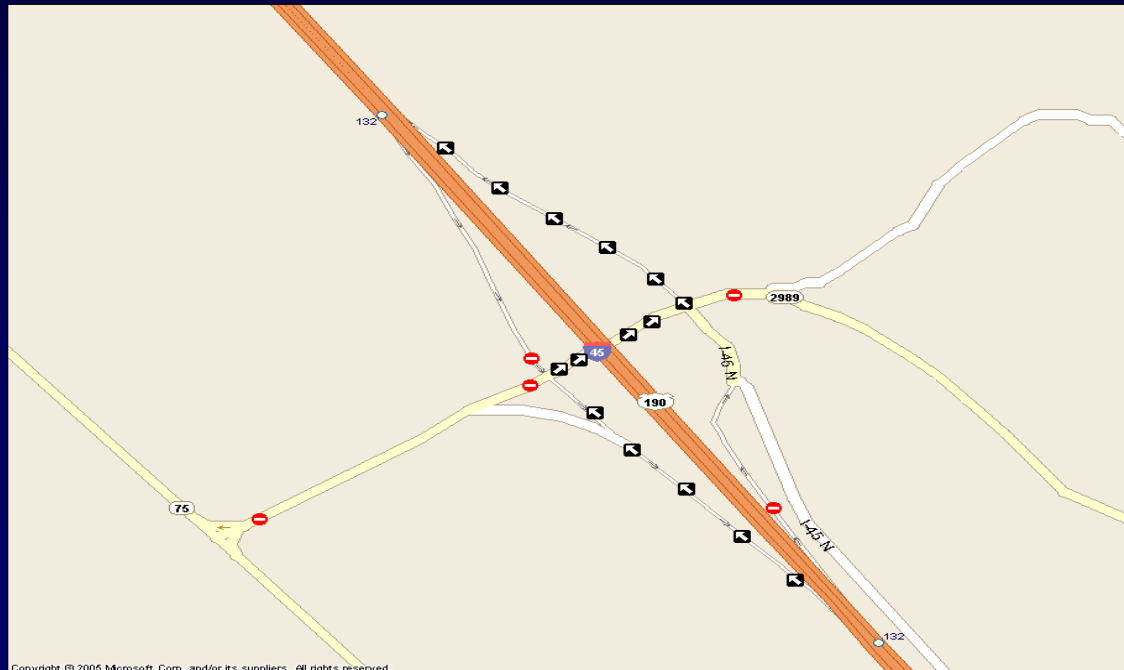 132
2989
45
I-45 N
190
75
I-45 N
132
Copyright © 2005 Microsoft Corp. and/or its suppliers. All rights reserved.